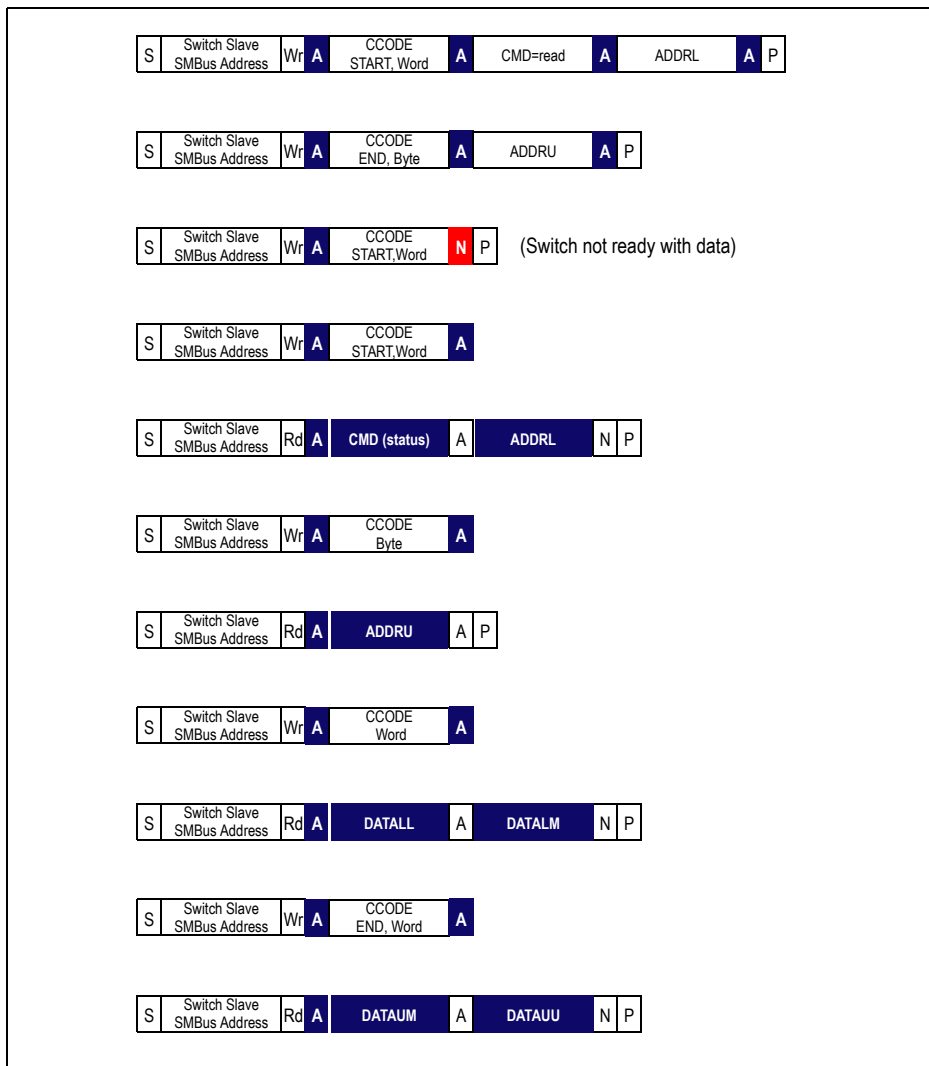 S Switch Slave SMBus Address Wr A CCODE START, Word A CMD=read A ADDRL A P
S Switch Slave SMBus Address Wr A CCODE END, Byte A ADDRU A P
S Switch Slave SMBus Address Wr A CCODE START,Word N P (Switch not ready with data)
S Switch Slave SMBus Address Wr A CCODE START,Word A
S Switch Slave SMBus Address Rd A CMD (status) A ADDRL N P
S Switch Slave SMBus Address Wr A CCODE Byte A
S Switch Slave SMBus Address Rd A ADDRU A P
S Switch Slave SMBus Address Wr A CCODE Word A
S Switch Slave SMBus Address Rd A DATALL A DATALM N P
S Switch Slave SMBus Address Wr A CCODE END, Word A
S Switch Slave SMBus Address Rd A DATAUM A DATAUU N P